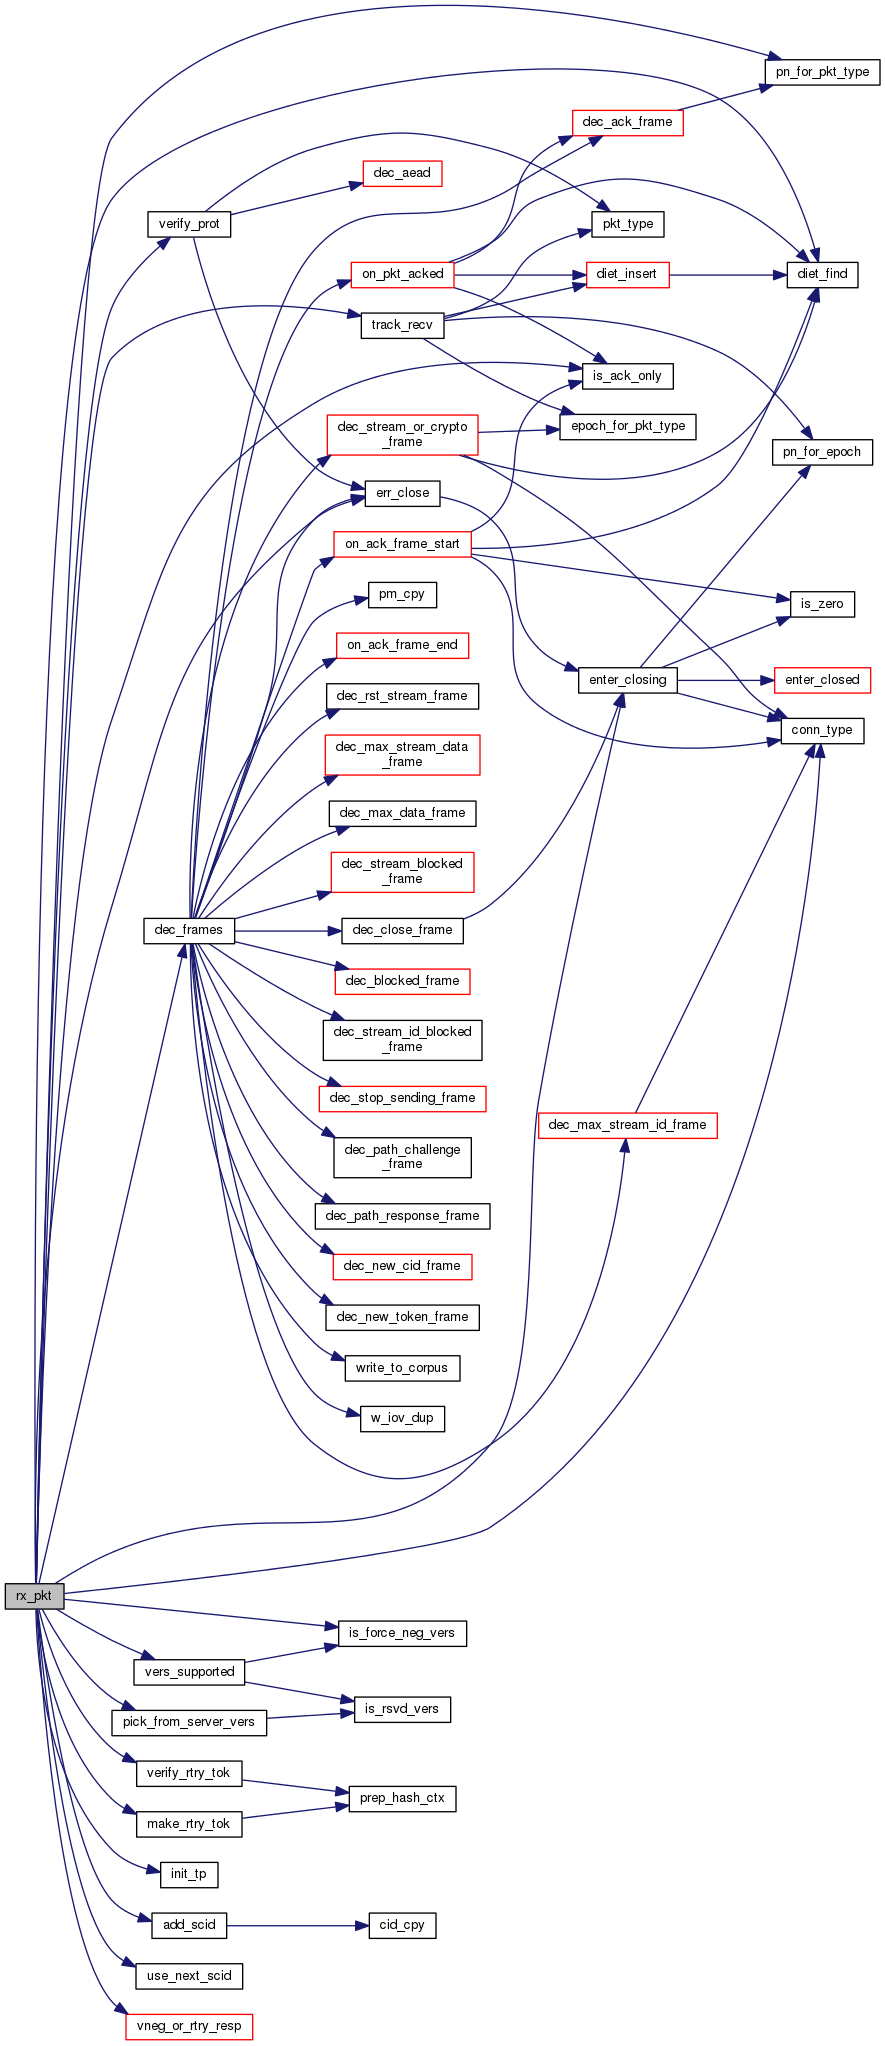 pn_for_pkt_type
dec_ack_frame
dec_aead
verify_prot
pkt_type
on_pkt_acked
diet_insert
diet_find
track_recv
is_ack_only
dec_stream_or_crypto
_frame
epoch_for_pkt_type
pn_for_epoch
err_close
on_ack_frame_start
pm_cpy
is_zero
on_ack_frame_end
enter_closing
enter_closed
dec_rst_stream_frame
conn_type
dec_max_stream_data
_frame
dec_max_data_frame
dec_stream_blocked
_frame
dec_frames
dec_close_frame
dec_blocked_frame
dec_stream_id_blocked
_frame
dec_stop_sending_frame
dec_max_stream_id_frame
dec_path_challenge
_frame
dec_path_response_frame
dec_new_cid_frame
dec_new_token_frame
write_to_corpus
w_iov_dup
rx_pkt
is_force_neg_vers
vers_supported
is_rsvd_vers
pick_from_server_vers
verify_rtry_tok
prep_hash_ctx
make_rtry_tok
init_tp
add_scid
cid_cpy
use_next_scid
vneg_or_rtry_resp